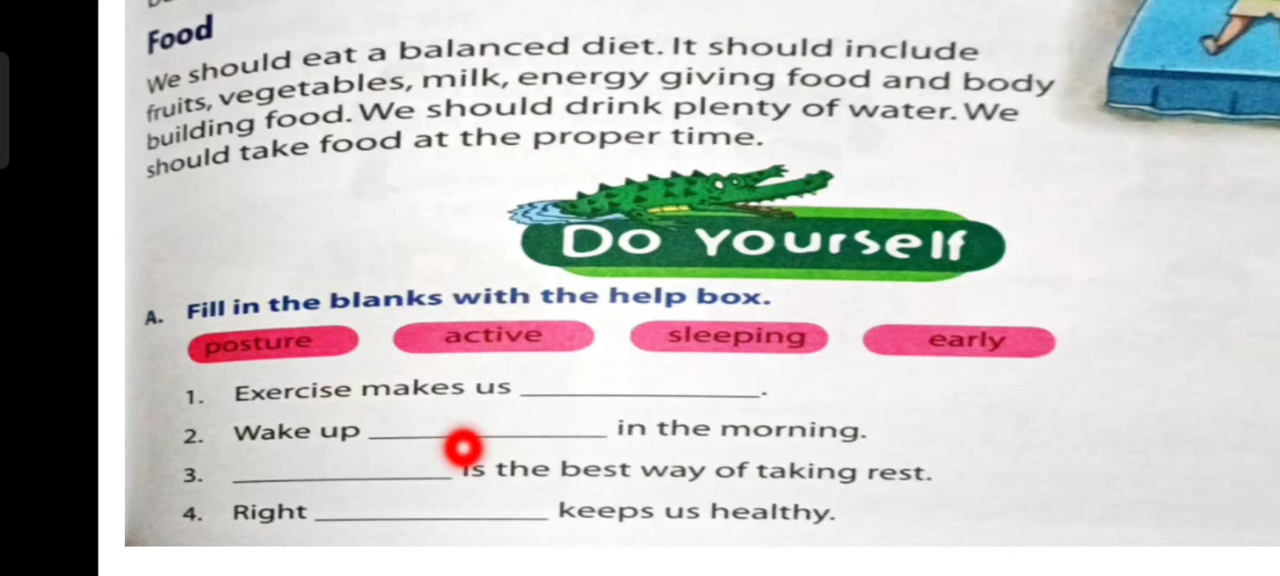 Food
We should eat a balanced diet. It should include
fruits, vegetables, milk, energy giving food and body
building food. We should drink plenty of water. We
should take food at the proper time.
Do Yourself
A. Fill in the blanks with the help box.
posture active sleeping early
1. Exercise makes us ____________.
2. Wake up ____________ in the morning.
3. ____________ is the best way of taking rest.
4. Right ____________ keeps us healthy.